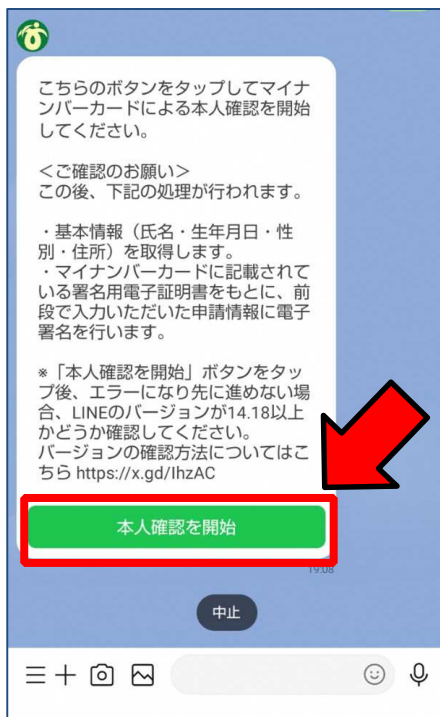 こちらのボタンをタップしてマイナ
ンバーカードによる本人確認を開始
してください。
<ご確認のお願い>
この後、下記の処理が行われます。
・基本情報（氏名・生年月日・性
別・住所）を取得します。
・マイナンバーカードに記載されて
いる署名用電子証明書をもとに、前
段で入力いただいた申請情報に電子
署名を行います。
※「本人確認を開始」ボタンをタッ
プ後、エラーになり先に進めない場
合、LINEのバージョンが14.18以上
かどうか確認してください。
バージョンの確認方法についてはこ
ちら https://x.gd/IhzAC
本人確認を開始
19:08
中止